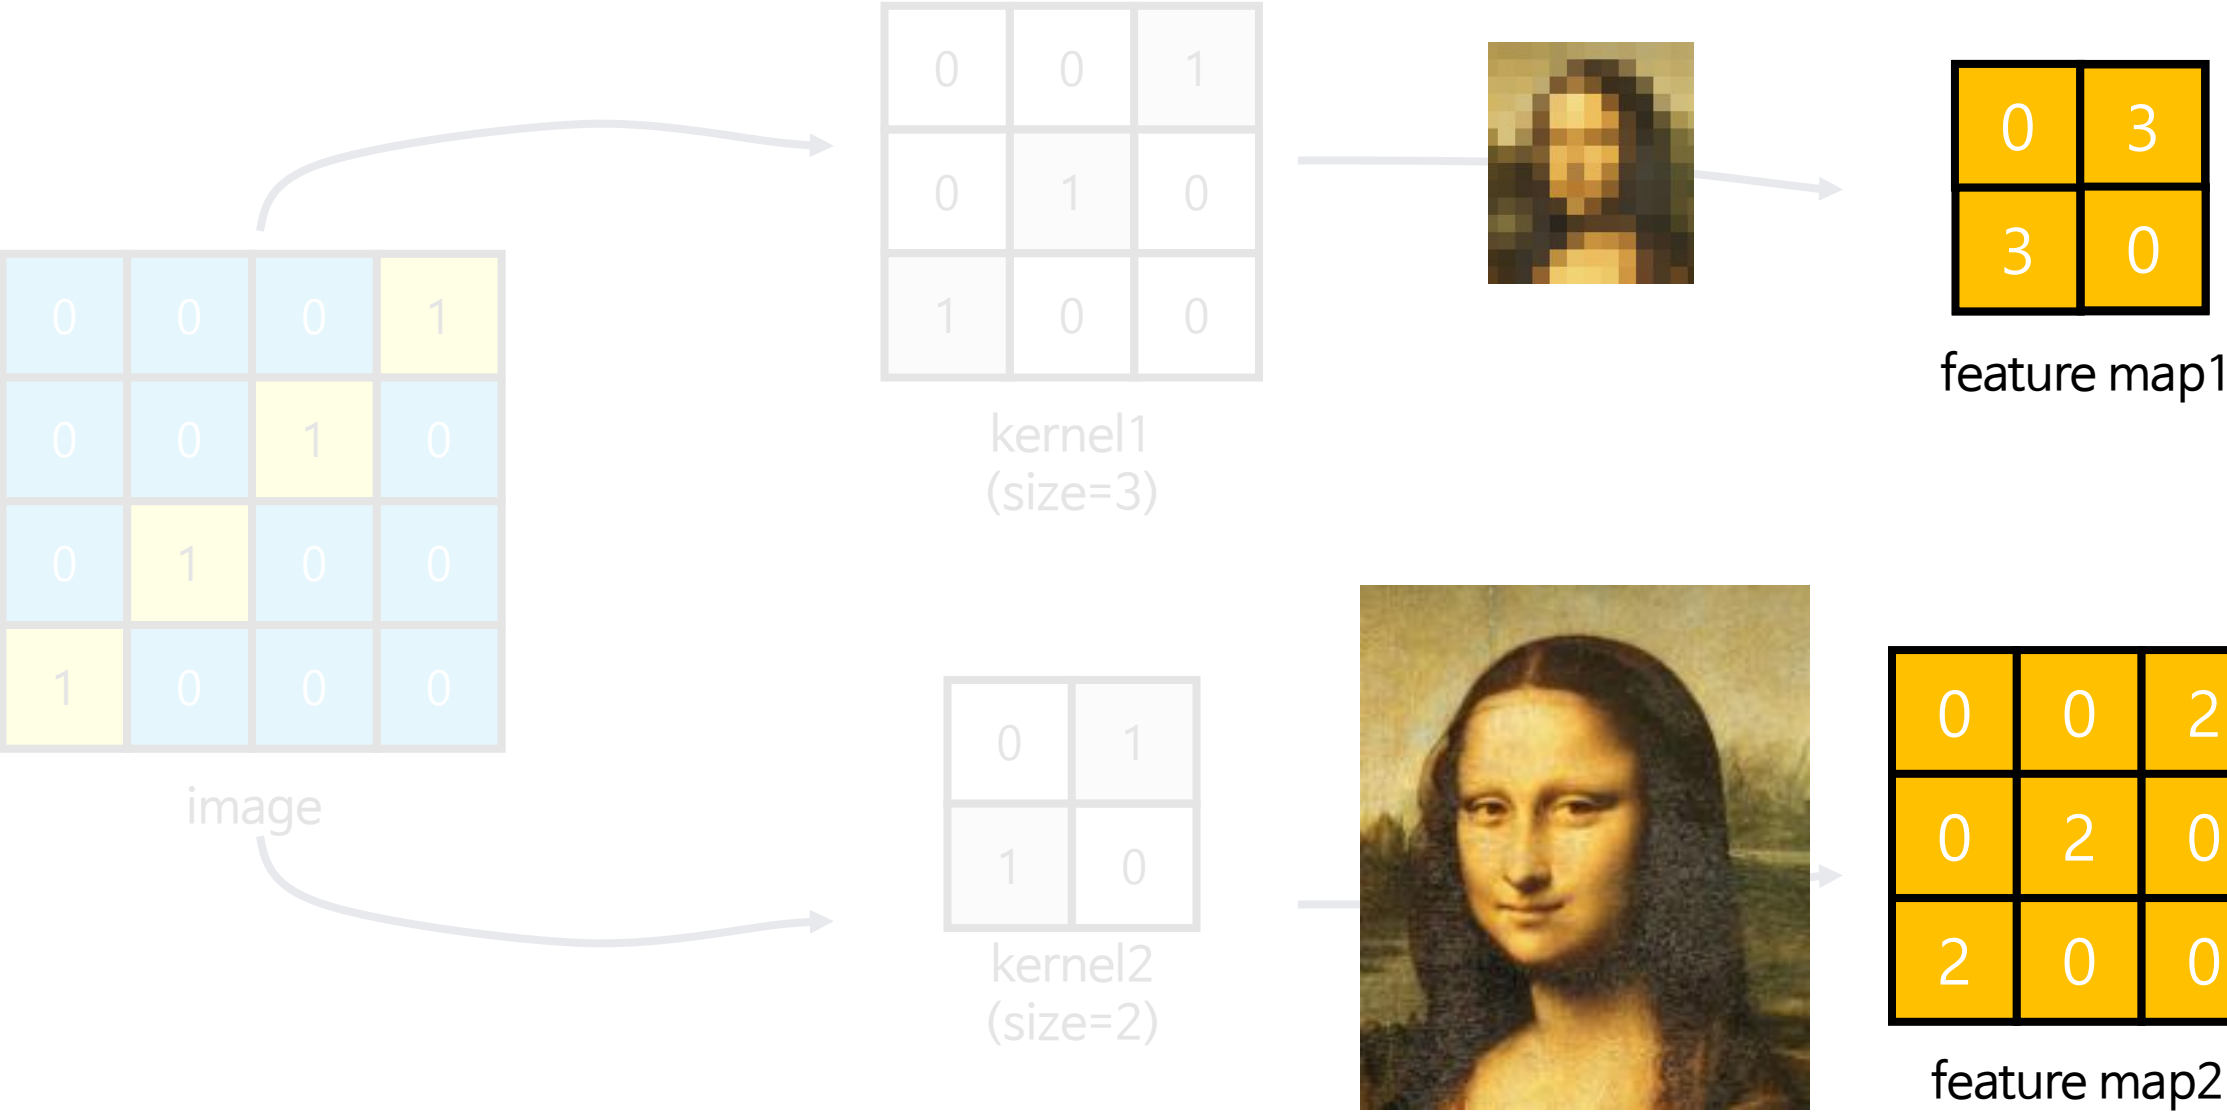 0 0 0 1
0 0 1 0
0 1 0 0
1 0 0 0
image
0 0 1
0 1 0
1 0 0
kernel1
(size=3)
0 1
1 0
kernel2
(size=2)
0 3
3 0
feature map1
0 0 2
0 2 0
2 0 0
feature map2